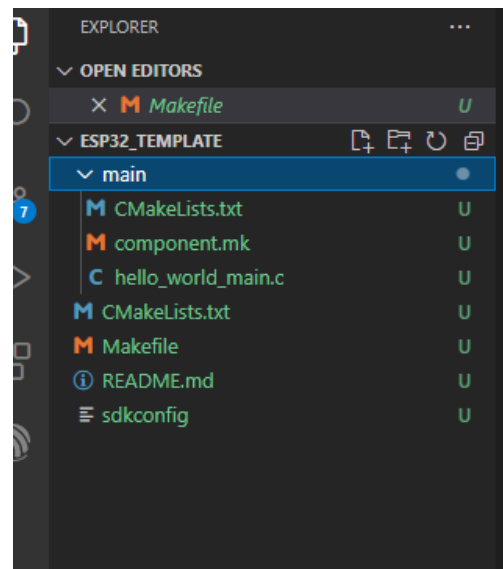 EXPLORER ...
OPEN EDITORS
M Makefile U
ESP32_TEMPLATE
main
M CMakeLists.txt U
M component.mk U
C hello_world_main.c U
M CMakeLists.txt U
M Makefile U
README.md U
sdkconfig U
7